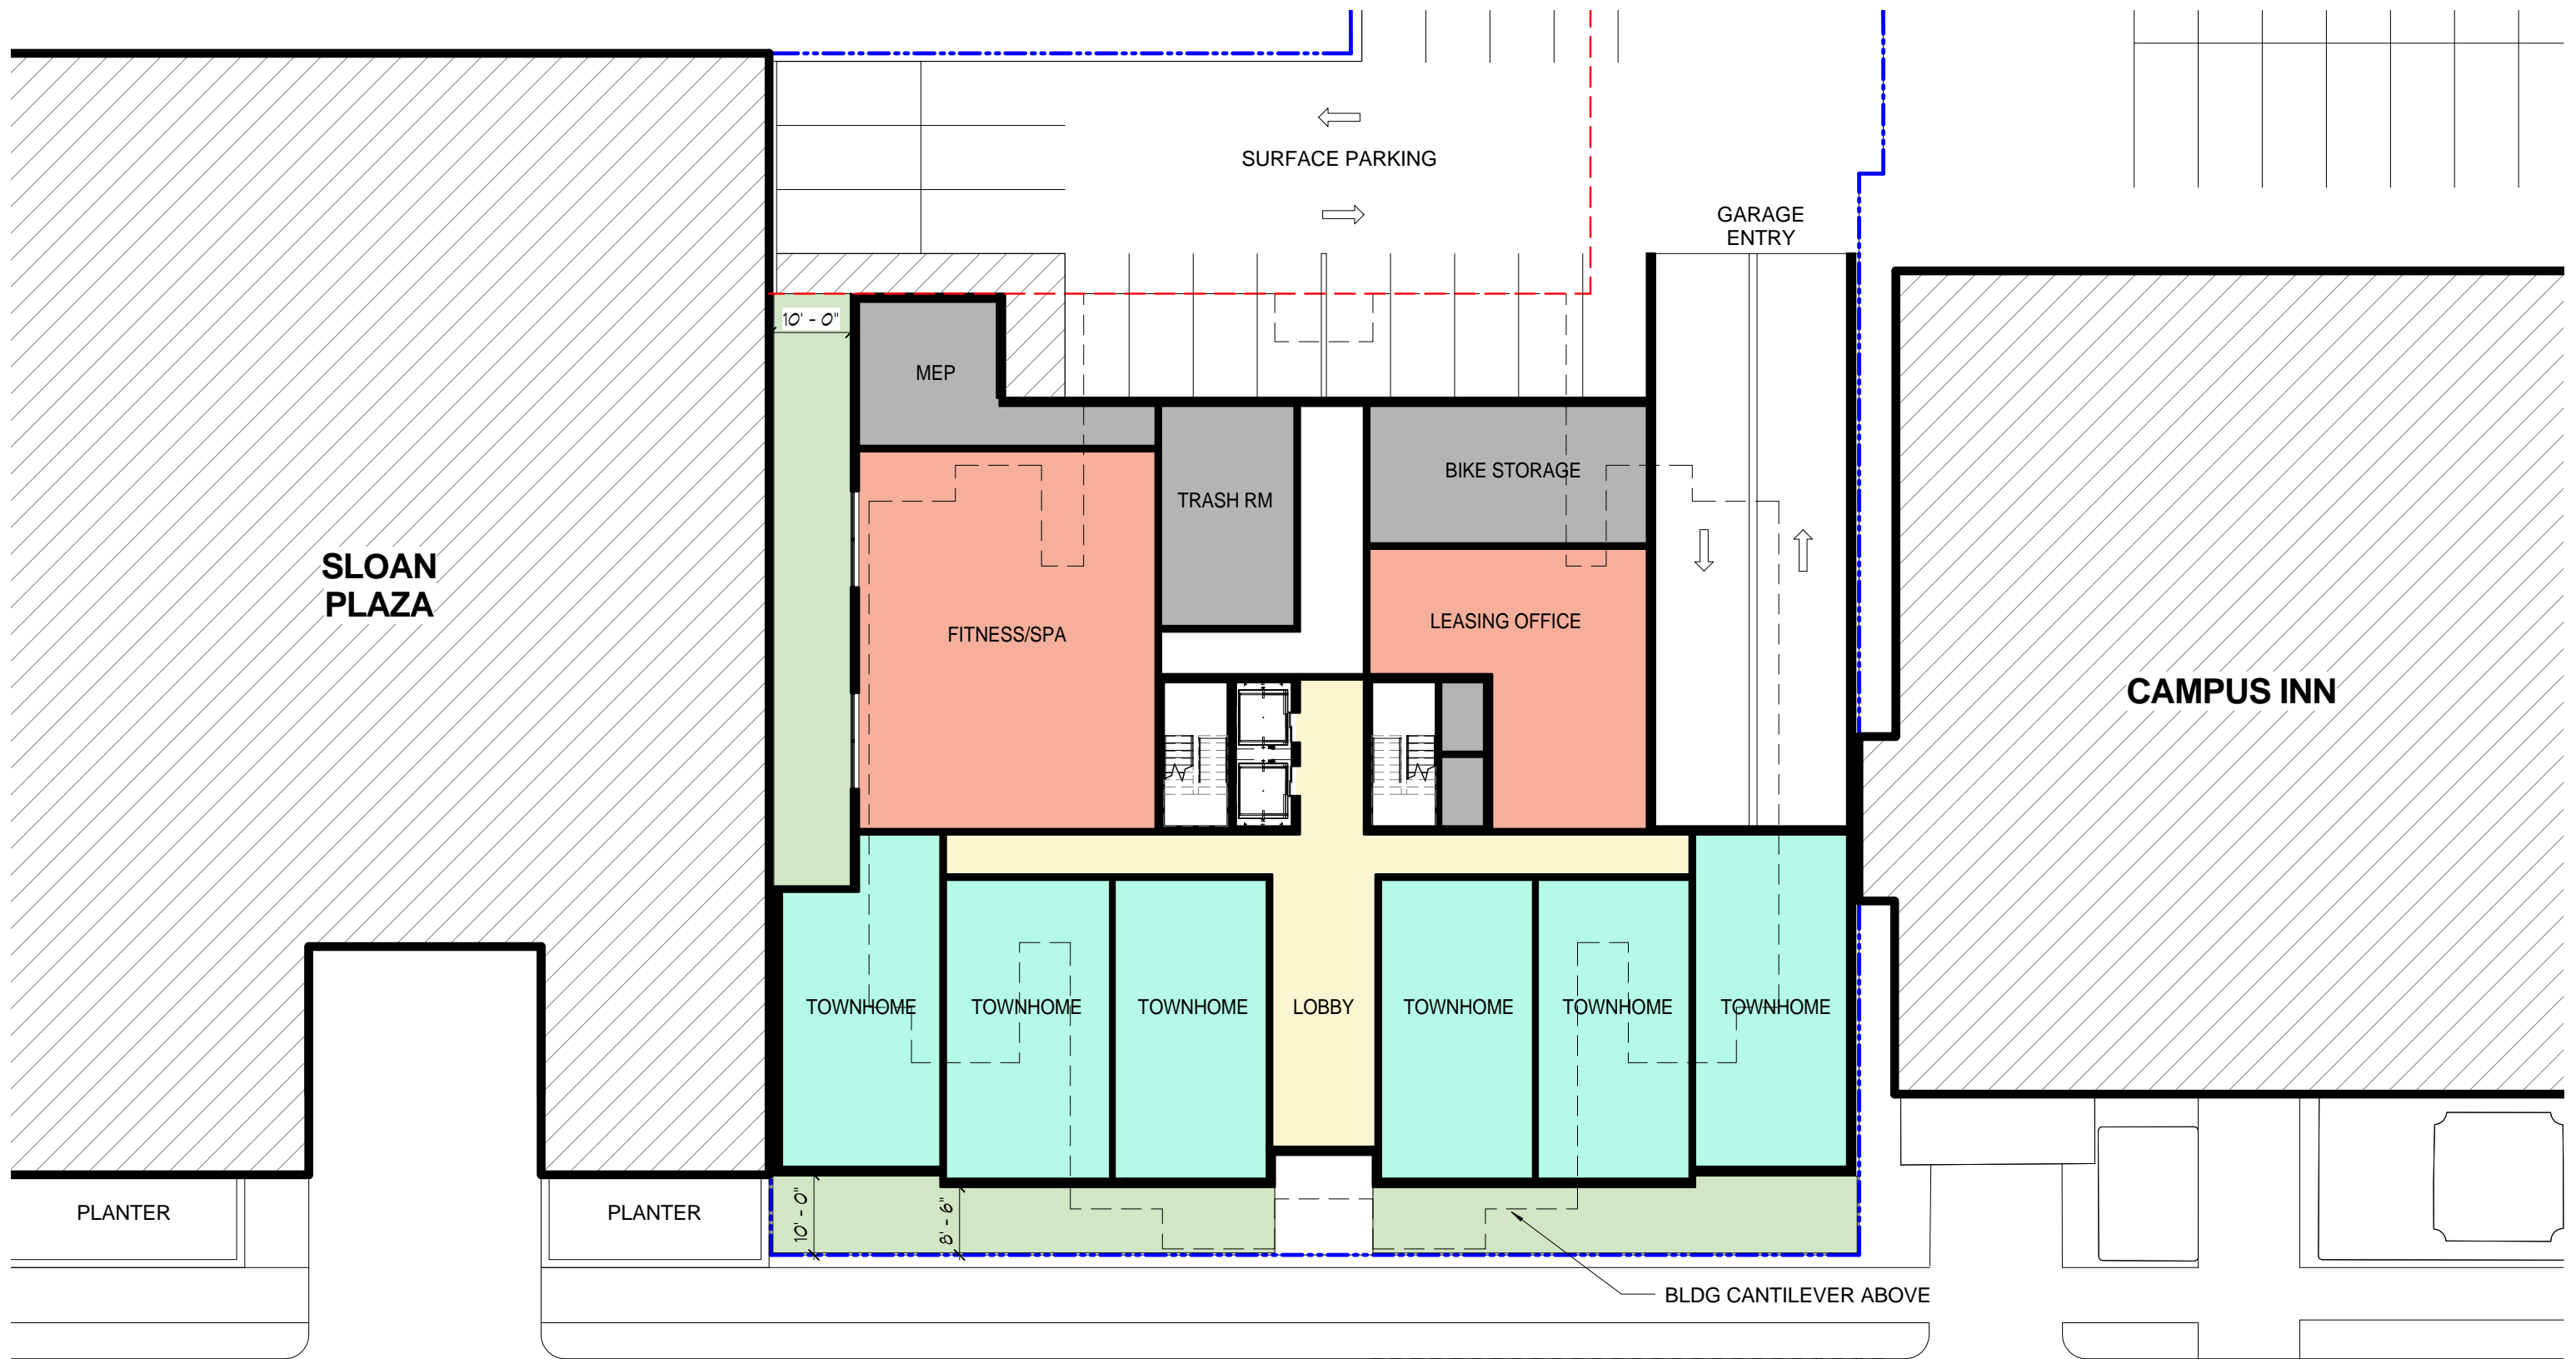 SURFACE PARKING
GARAGE
ENTRY
10' - 0"
MEP
BIKE STORAGE
TRASH RM
SLOAN
PLAZA
FITNESS/SPA
LEASING OFFICE
CAMPUS INN
TOWNHOME
TOWNHOME
TOWNHOME
LOBBY
TOWNHOME
TOWNHOME
TOWNHOME
PLANTER
PLANTER
10' - 0"
8' - 6"
BLDG CANTILEVER ABOVE